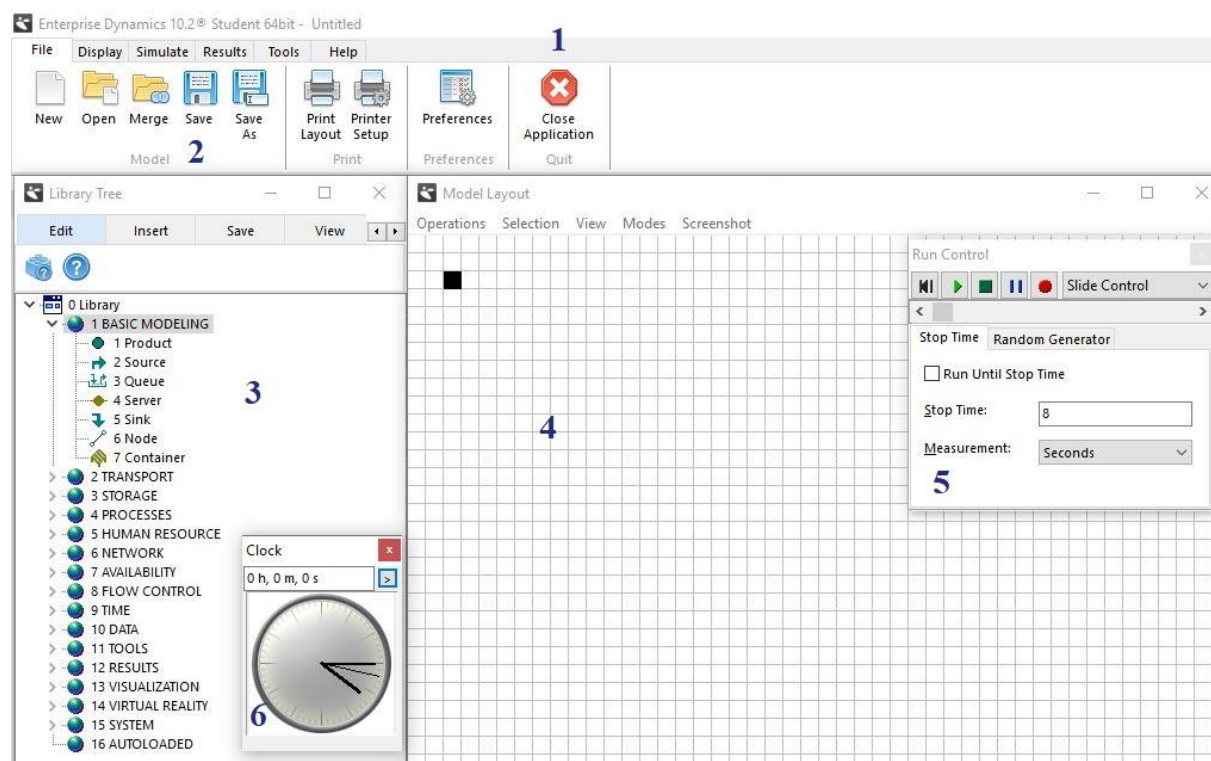 Enterprise Dynamics 10.2® Student 64bit - Untitled
File Display Simulate Results Tools Help
1
New Open Merge Save Save As Print Layout Printer Setup Preferences Close Application
Model Print Preferences Quit
2
Library Tree
Edit Insert Save View
0 Library
1 BASIC MODELING
1 Product
2 Source
3 Queue
4 Server
5 Sink
6 Node
7 Container
2 TRANSPORT
3 STORAGE
4 PROCESSES
5 HUMAN RESOURCE
6 NETWORK
7 AVAILABILITY
8 FLOW CONTROL
9 TIME
10 DATA
11 TOOLS
12 RESULTS
13 VISUALIZATION
14 VIRTUAL REALITY
15 SYSTEM
16 AUTOLOADED
3
Clock
0 h, 0 m, 0 s
>
6
Model Layout
Operations Selection View Modes Screenshot
4
Run Control
Slide Control
Stop Time Random Generator
Run Until Stop Time
Stop Time: 8
Measurement: Seconds
5